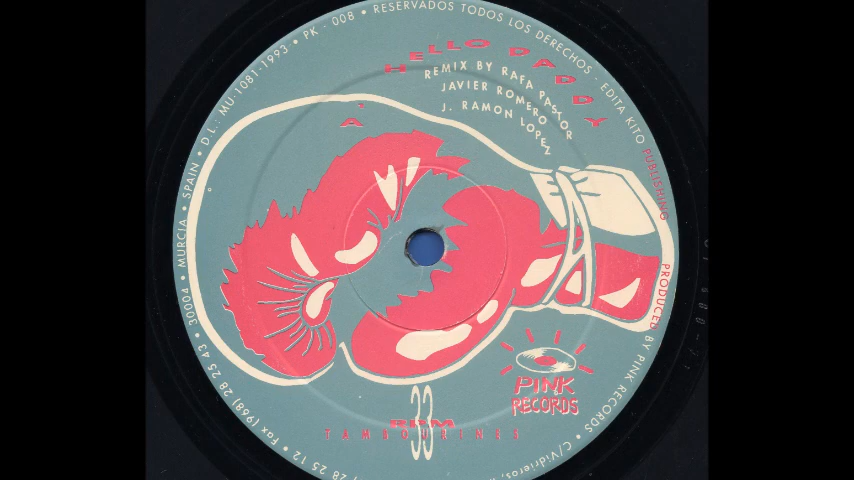 HELLO DADDY
REMIX BY RAFA PASTOR
JAVIER ROMERO
J. RAMON LOPEZ
'A'
PINK
RECORDS
33
RPM
TAMBOURINES
28 25 12 • Fax (968) 28 25 43 • 30004 • MURCIA • SPAIN • D.L.: MU-1081-1993 • PK - 008 • RESERVADOS TODOS LOS DERECHOS · EDITA KITO PUBLISHING
PRODUCED BY PINK RECORDS • C/Vidrieros,